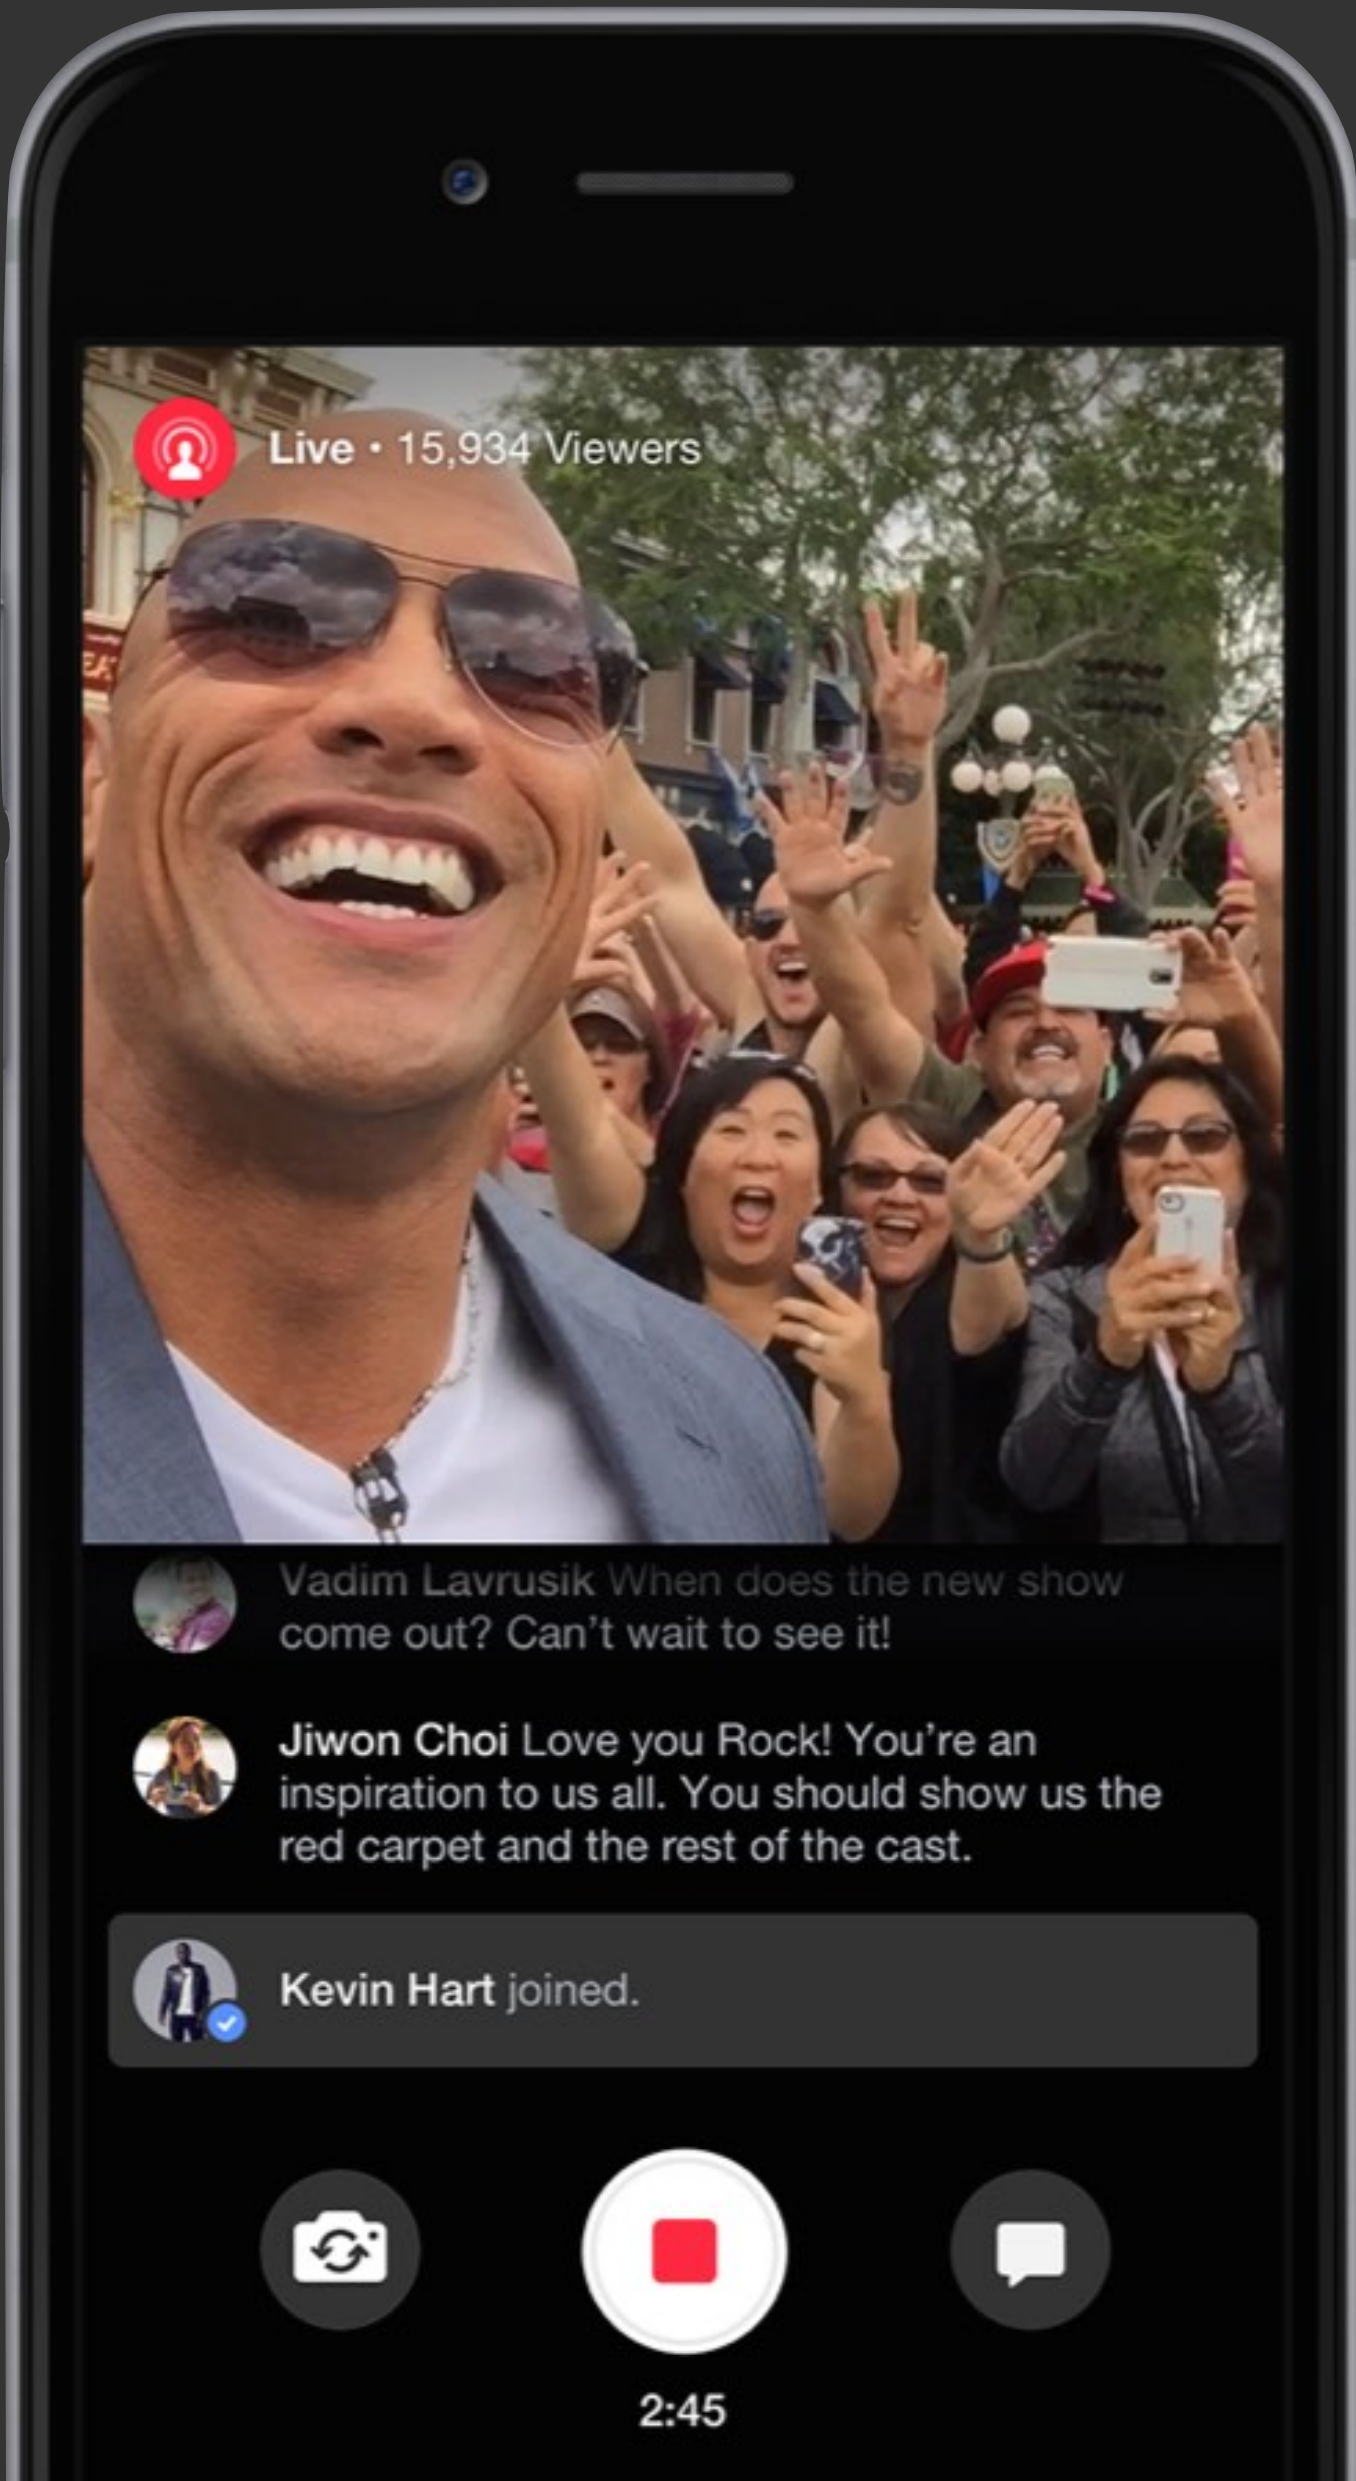 Live • 15,934 Viewers
Vadim Lavrusik When does the new show
come out? Can’t wait to see it!
Jiwon Choi Love you Rock! You’re an
inspiration to us all. You should show us the
red carpet and the rest of the cast.
Kevin Hart joined.
2:45